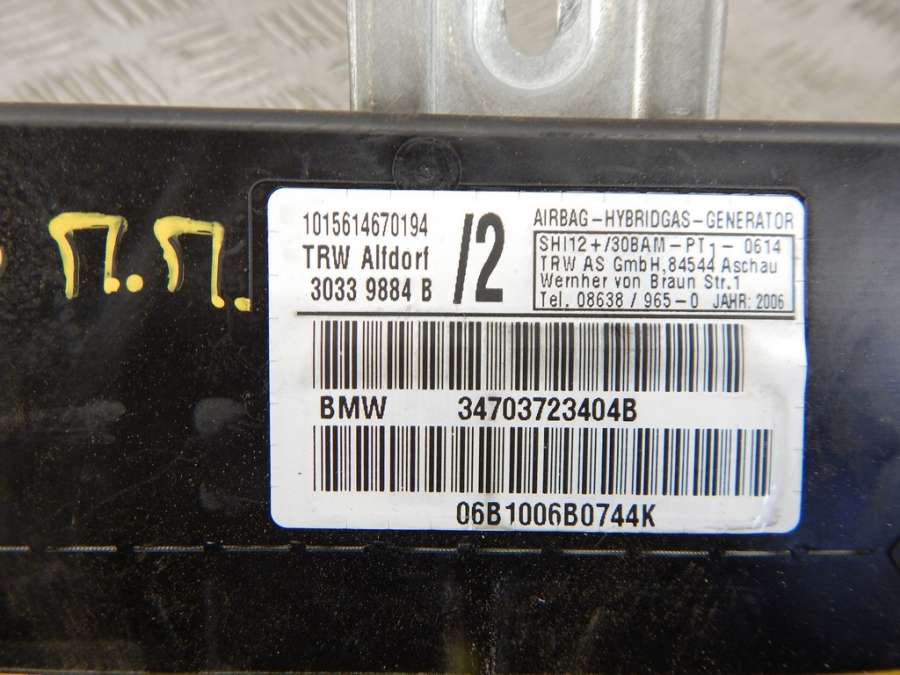 П.П.
1015614670194
TRW Alfdorf
3033 9884 B
/2
AIRBAG-HYBRIDGAS-GENERATOR
SHI12+/30BAM-PT1- 0614
TRW AS GmbH,84544 Aschau
Wernher von Braun Str.1
Tel. 08638 / 965-0 JAHR: 2006
BMW 34703723404B
06B1006B0744K